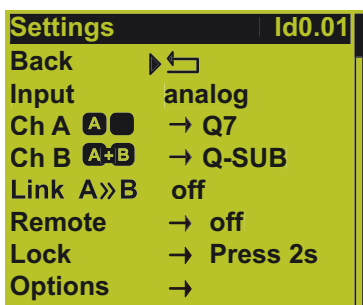 Settings Id0.01
Back
Input analog
Ch A A → Q7
Ch B A+B → Q-SUB
Link A»B off
Remote → off
Lock → Press 2s
Options →